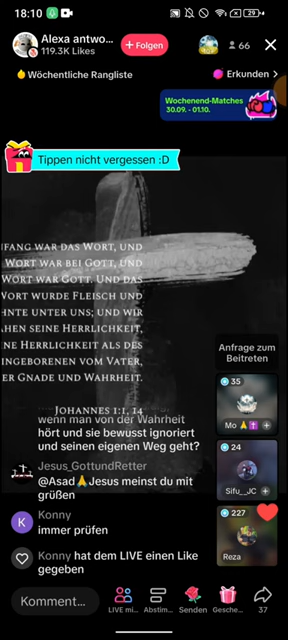 18:10
29
Alexa antwo...
119.3K Likes
+ Folgen
66
Wöchentliche Rangliste
Erkunden >
Wochenend-Matches
30.09. - 01.10.
Tippen nicht vergessen :D
NFANG WAR DAS WORT, UND
WORT WAR BEI GOTT, UND
WORT WAR GOTT. UND DAS
WORT WURDE FLEISCH UND
HNTE UNTER UNS; UND WIR
AHEN SEINE HERRLICHKEIT,
NE HERRLICHKEIT ALS DES
INGEBORENEN VOM VATER,
ER GNADE UND WAHRHEIT.
JOHANNES 1:1, 14
Anfrage zum
Beitreten
35
Mo
24
Sifu_JC
227
Reza
wenn man von der Wahrheit
hört und sie bewusst ignoriert
und seinen eigenen Weg geht?
Jesus_GottundRetter
@Asad🙏Jesus meinst du mit
grüßen
K
Konny
immer prüfen
Konny hat dem LIVE einen Like
gegeben
Komment...
LIVE mi...
Abstim...
Senden
Gesche...
37